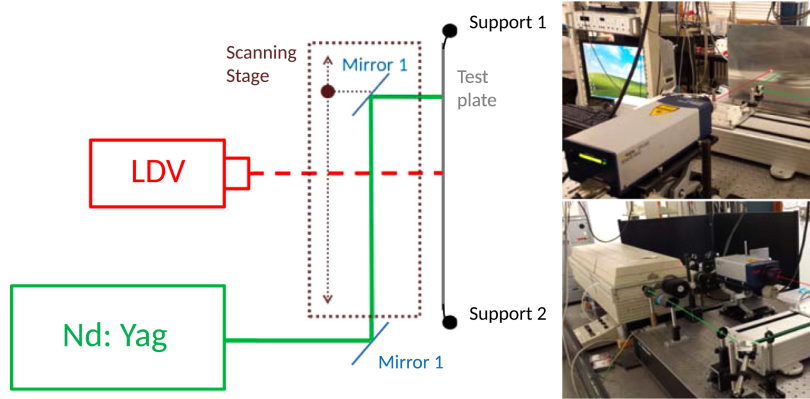 Support 1
Scanning
Stage
Mirror 1
Test
plate
LDV
Nd: Yag
Support 2
Mirror 1